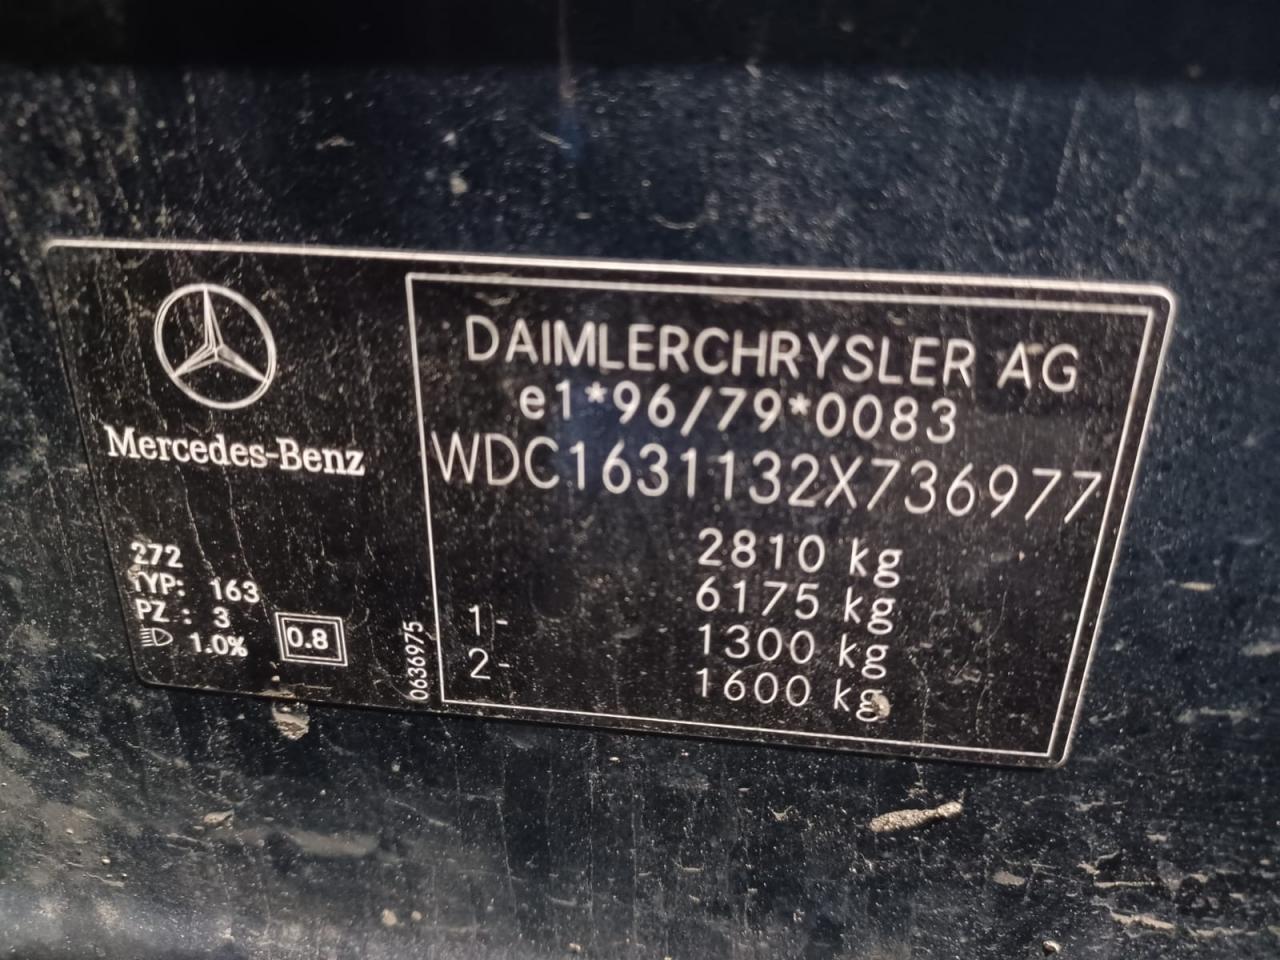 Mercedes-Benz
272
TYP: 163
PZ : 3
1.0%
0.8
0636975
DAIMLERCHRYSLER AG
e1*96/79*0083
WDC1631132X736977
2810 kg
6175 kg
1- 1300 kg
2- 1600 kg